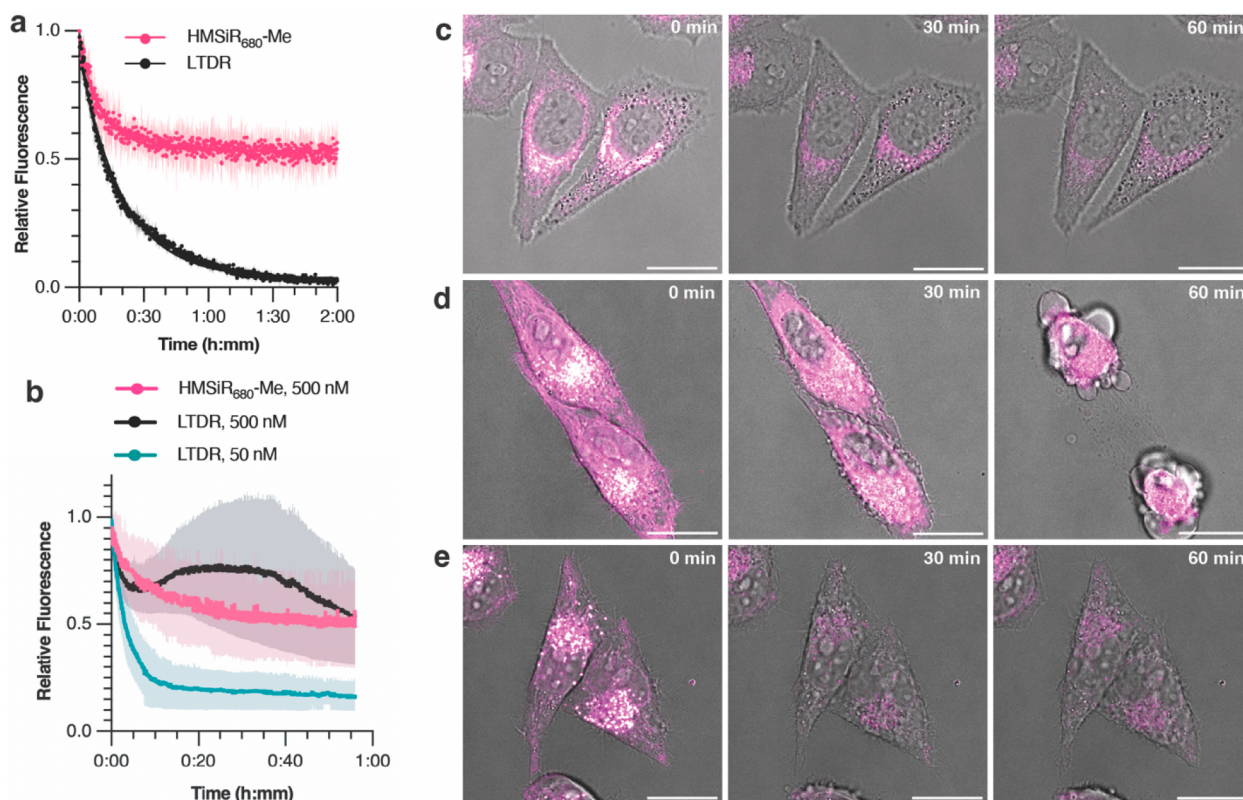 a
1.0
HMSiR680-Me
LTDR
0.5
0.0
Relative Fluorescence
0:00 0:30 1:00 1:30 2:00
Time (h:mm)
b
HMSiR680-Me, 500 nM
LTDR, 500 nM
LTDR, 50 nM
1.0
0.5
0.0
Relative Fluorescence
0:00 0:20 0:40 1:00
Time (h:mm)
c
0 min
30 min
60 min
d
0 min
30 min
60 min
e
0 min
30 min
60 min